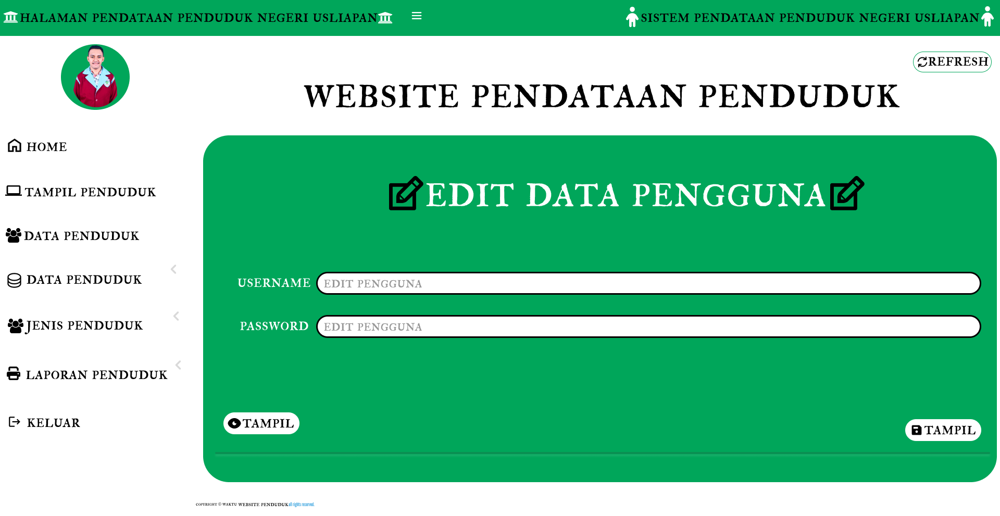 HALAMAN PENDATAAN PENDUDUK NEGERI USLIAPAN
SISTEM PENDATAAN PENDUDUK NEGERI USLIAPAN
REFRESH
WEBSITE PENDATAAN PENDUDUK
HOME
TAMPIL PENDUDUK
DATA PENDUDUK
DATA PENDUDUK
JENIS PENDUDUK
LAPORAN PENDUDUK
KELUAR
EDIT DATA PENGGUNA
USERNAME EDIT PENGGUNA
PASSWORD EDIT PENGGUNA
TAMPIL
TAMPIL
COPYRIGHT © WAKTU WEBSITE PENDUDUK all rights reserved.